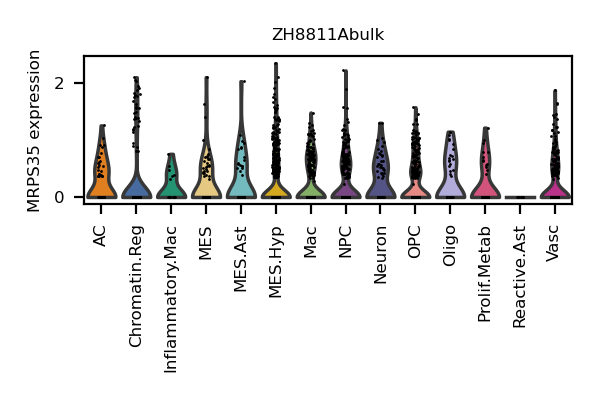 ZH8811Abulk
MRPS35 expression
2
0
AC
Chromatin.Reg
Inflammatory.Mac
MES
MES.Ast
MES.Hyp
Mac
NPC
Neuron
OPC
Oligo
Prolif.Metab
Reactive.Ast
Vasc